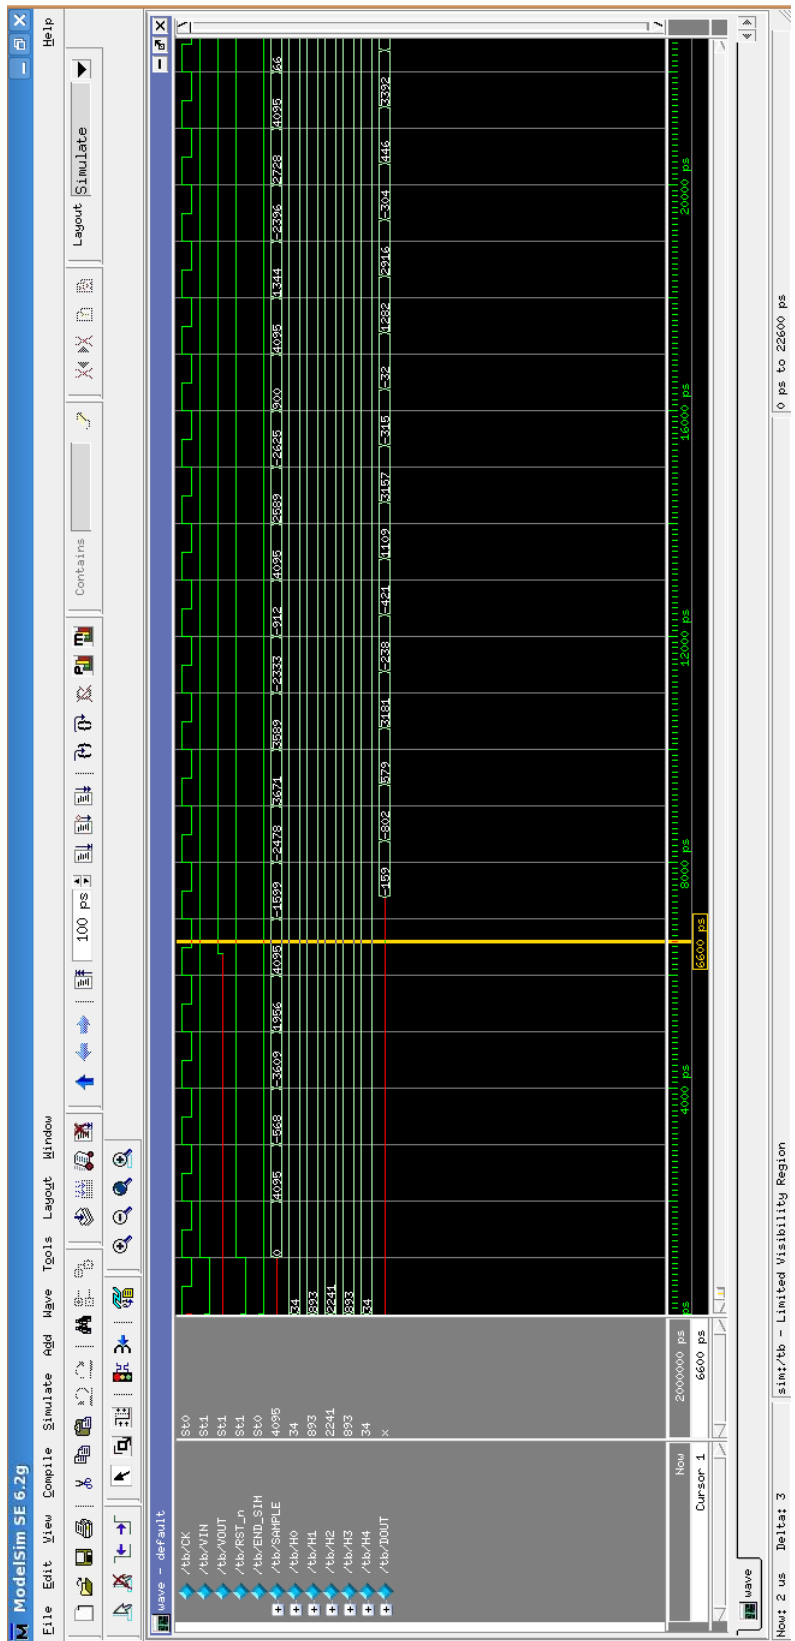 ModelSim SE 6.2g
File Edit View Compile Simulate Add Wave Tools Layout Window Help
100 ps
Contains
Layout Simulate
wave - default
/tb/CK St0
/tb/VIN St1
/tb/VOUT St1
/tb/RST_n St1
/tb/END_SIM St0
/tb/SAMPLE 4095 0 4095 -568 -3609 1956 4095 -1599 -2478 3671 3589 -2333 -912 4095 2589 -2625 900 4095 1344 -2396 2728 4095 66
/tb/H0 34 34
/tb/H1 893 893
/tb/H2 2241 2241
/tb/H3 893 893
/tb/H4 34 34
/tb/DOUT x -159 -802 579 3181 -238 -421 1109 3157 -315 -32 1282 2916 -304 446 3392
Now 2000000 ps ps 4000 ps 8000 ps 12000 ps 16000 ps 20000 ps
Cursor 1 6600 ps 6600 ps
wave
Now: 2 us Delta: 3 sim:/tb - Limited Visibility Region 0 ps to 22600 ps